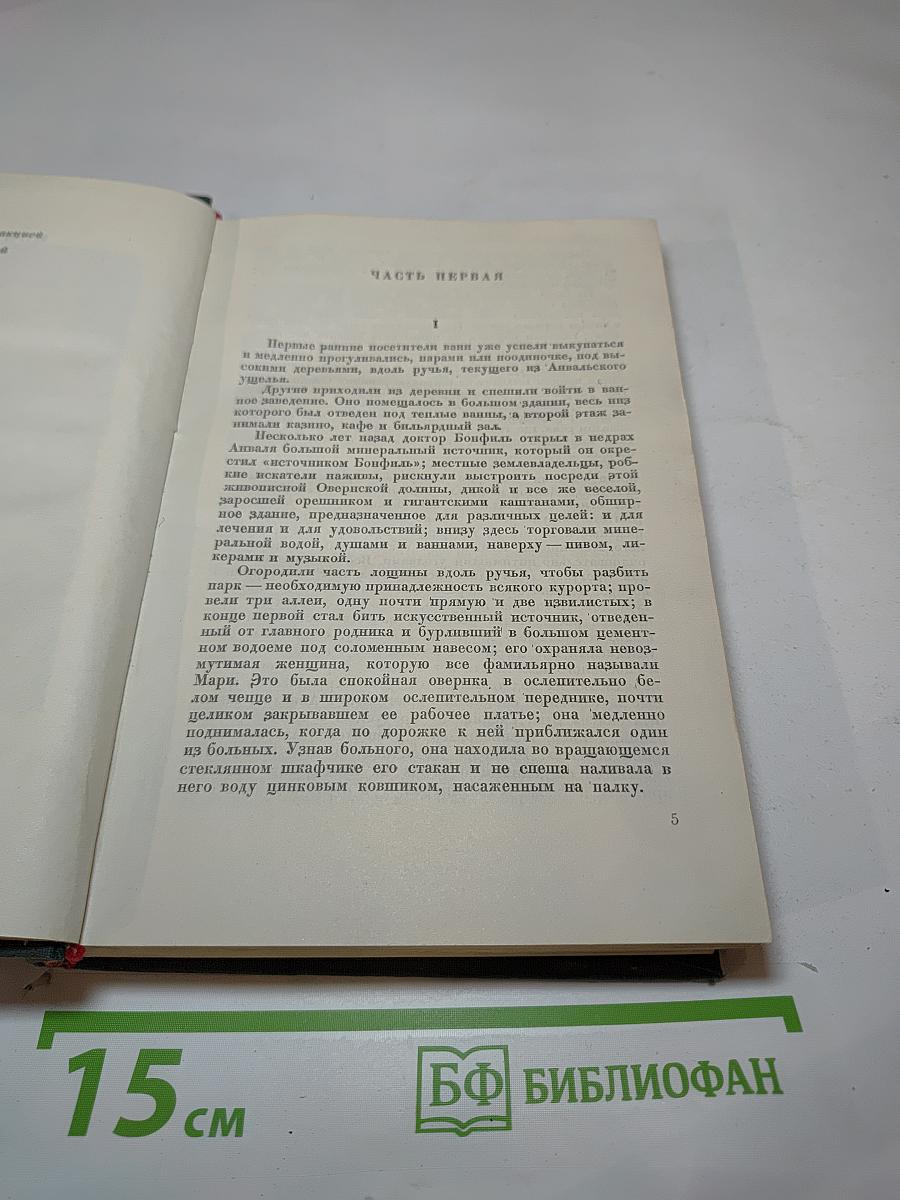 ЧАСТЬ ПЕРВАЯ
I
Первые ранние посетители ванн уже успели выкупаться
и медленно прогуливались, парами или поодиночке, под вы-
сокими деревьями, вдоль ручья, текущего из Анвальского
ущелья.
Другие приходили из деревни и спешили войти в ван-
ное заведение. Оно помещалось в большом здании, весь низ
которого был отведен под теплые ванны, а второй этаж за-
нимали казино, кафе и бильярдный зал.
Несколько лет назад доктор Бонфиль открыл в недрах
Анваля большой минеральный источник, который он окре-
стил «источником Бонфиль»; местные землевладельцы, роб-
кие искатели наживы, рискнули выстроить посреди этой
живописной Овернской долины, дикой и все же веселой,
заросшей орешником и гигантскими каштанами, обшир-
ное здание, предназначенное для различных целей: и для
лечения и для удовольствий; внизу здесь торговали мине-
ральной водой, душами и ваннами, наверху — пивом, ли-
керами и музыкой.
Огородили часть лощины вдоль ручья, чтобы разбить
парк — необходимую принадлежность всякого курорта; про-
вели три аллеи, одну почти прямую и две извилистых; в
конце первой стал бить искусственный источник, отведен-
ный от главного родника и бурливший в большом цемент-
ном водоеме под соломенным навесом; его охраняла невоз-
мутимая женщина, которую все фамильярно называли
Мари. Это была спокойная овернка в ослепительно бе-
лом чепце и в широком ослепительном переднике, почти
целиком закрывавшем ее рабочее платье; она медленно
поднималась, когда по дорожке к ней приближался один
из больных. Узнав больного, она находила во вращающемся
стеклянном шкафчике его стакан и не спеша наливала в
него воду цинковым ковшиком, насаженным на палку.
5
15 см
БФ БИБЛИОФАН